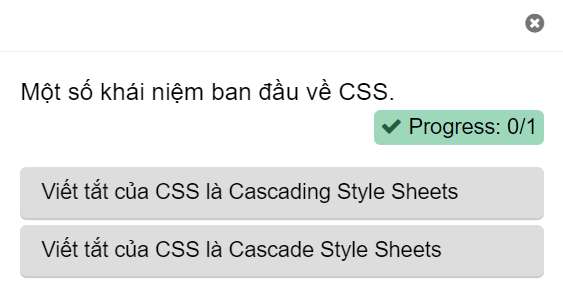 Một số khái niệm ban đầu về CSS.
Progress: 0/1
Viết tắt của CSS là Cascading Style Sheets
Viết tắt của CSS là Cascade Style Sheets